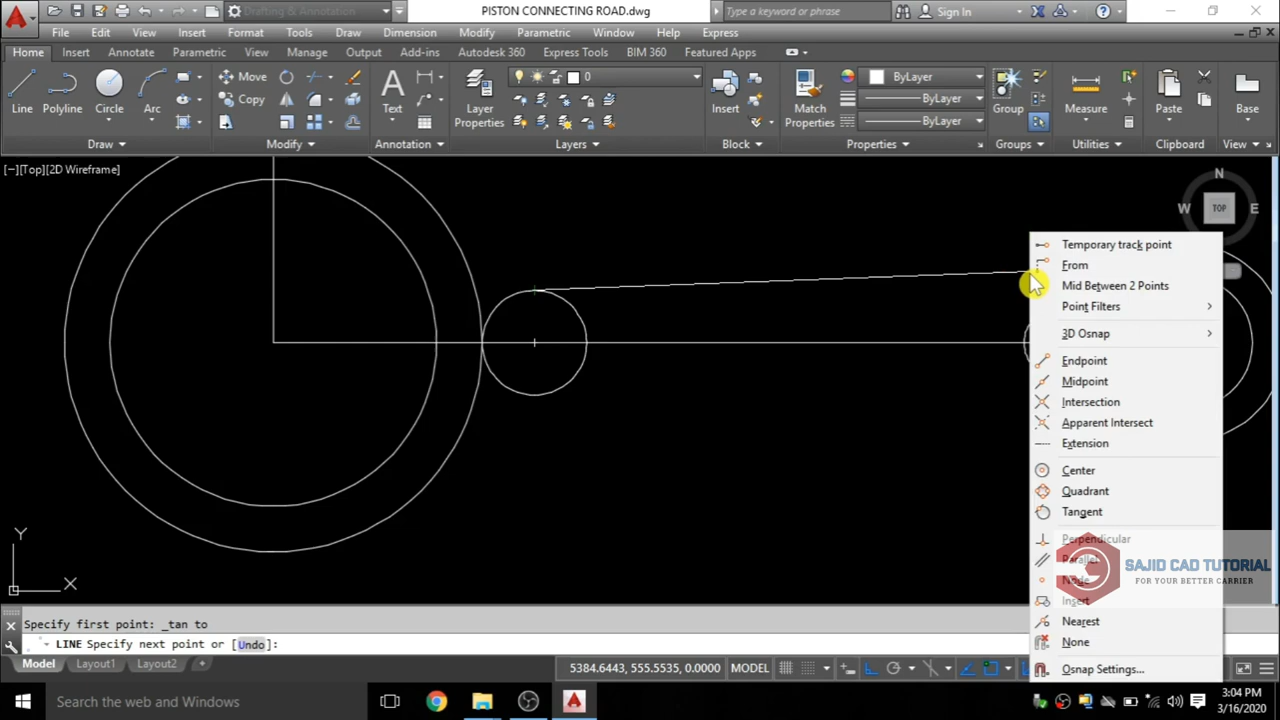 Drafting & Annotation
PISTON CONNECTING ROAD.dwg
Type a keyword or phrase
Sign In
File Edit View Insert Format Tools Draw Dimension Modify Parametric Window Help Express
Home Insert Annotate Parametric View Manage Output Add-ins Autodesk 360 Express Tools BIM 360 Featured Apps
Line Polyline Circle Arc
Move
Copy
Text
Layer Properties
0
Insert
Match Properties
ByLayer
ByLayer
ByLayer
Group
Measure
Paste
Base
Draw Modify Annotation Layers Block Properties Groups Utilities Clipboard View
[−][Top][2D Wireframe]
N
W TOP E
Temporary track point
From
Mid Between 2 Points
Point Filters
3D Osnap
Endpoint
Midpoint
Intersection
Apparent Intersect
Extension
Center
Quadrant
Tangent
Perpendicular
Parallel
Node
Insert
Nearest
None
Osnap Settings...
SAJID CAD TUTORIAL
FOR YOUR BETTER CARRIER
Y
X
Specify first point: _tan to
LINE Specify next point or [Undo]:
Model Layout1 Layout2 +
5384.6443, 555.5535, 0.0000 MODEL
Search the web and Windows
3:04 PM
3/16/2020